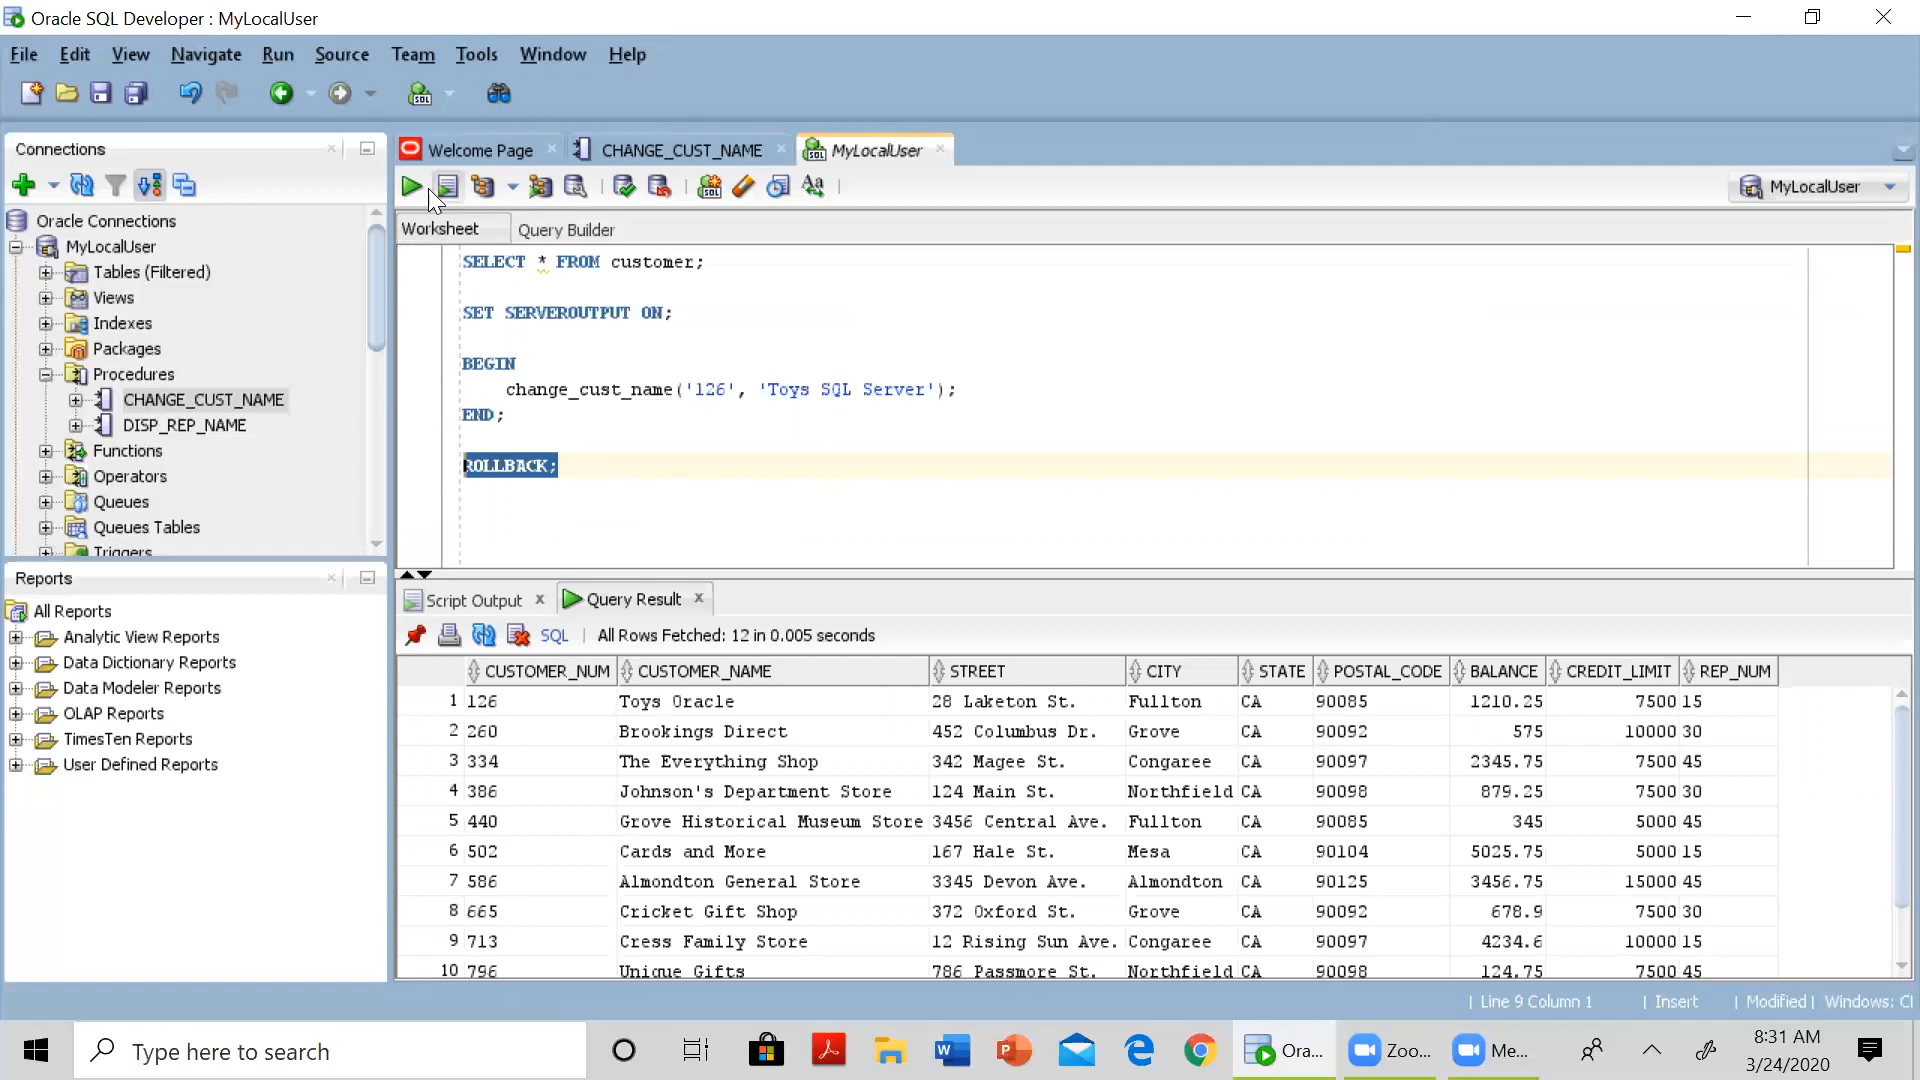 Oracle SQL Developer : MyLocalUser
File Edit View Navigate Run Source Team Tools Window Help
SQL
Connections
Oracle Connections
MyLocalUser
Tables (Filtered)
Views
Indexes
Packages
Procedures
CHANGE_CUST_NAME
DISP_REP_NAME
Functions
Operators
Queues
Queues Tables
Triggers
Reports
All Reports
Analytic View Reports
Data Dictionary Reports
Data Modeler Reports
OLAP Reports
TimesTen Reports
User Defined Reports
Welcome Page CHANGE_CUST_NAME MyLocalUser
MyLocalUser
Worksheet Query Builder
SELECT * FROM customer;
SET SERVEROUTPUT ON;
BEGIN
change_cust_name('126', 'Toys SQL Server');
END;
ROLLBACK;
Script Output Query Result
SQL All Rows Fetched: 12 in 0.005 seconds
CUSTOMER_NUM CUSTOMER_NAME STREET CITY STATE POSTAL_CODE BALANCE CREDIT_LIMIT REP_NUM
1 126 Toys Oracle 28 Laketon St. Fullton CA 90085 1210.25 7500 15
2 260 Brookings Direct 452 Columbus Dr. Grove CA 90092 575 10000 30
3 334 The Everything Shop 342 Magee St. Congaree CA 90097 2345.75 7500 45
4 386 Johnson's Department Store 124 Main St. Northfield CA 90098 879.25 7500 30
5 440 Grove Historical Museum Store 3456 Central Ave. Fullton CA 90085 345 5000 45
6 502 Cards and More 167 Hale St. Mesa CA 90104 5025.75 5000 15
7 586 Almondton General Store 3345 Devon Ave. Almondton CA 90125 3456.75 15000 45
8 665 Cricket Gift Shop 372 Oxford St. Grove CA 90092 678.9 7500 30
9 713 Cress Family Store 12 Rising Sun Ave. Congaree CA 90097 4234.6 10000 15
10 796 Unique Gifts 786 Passmore St. Northfield CA 90098 124.75 7500 45
| Line 9 Column 1 | Insert | Modified | Windows: Cl
Type here to search
Ora... Zoo... Me...
8:31 AM
3/24/2020